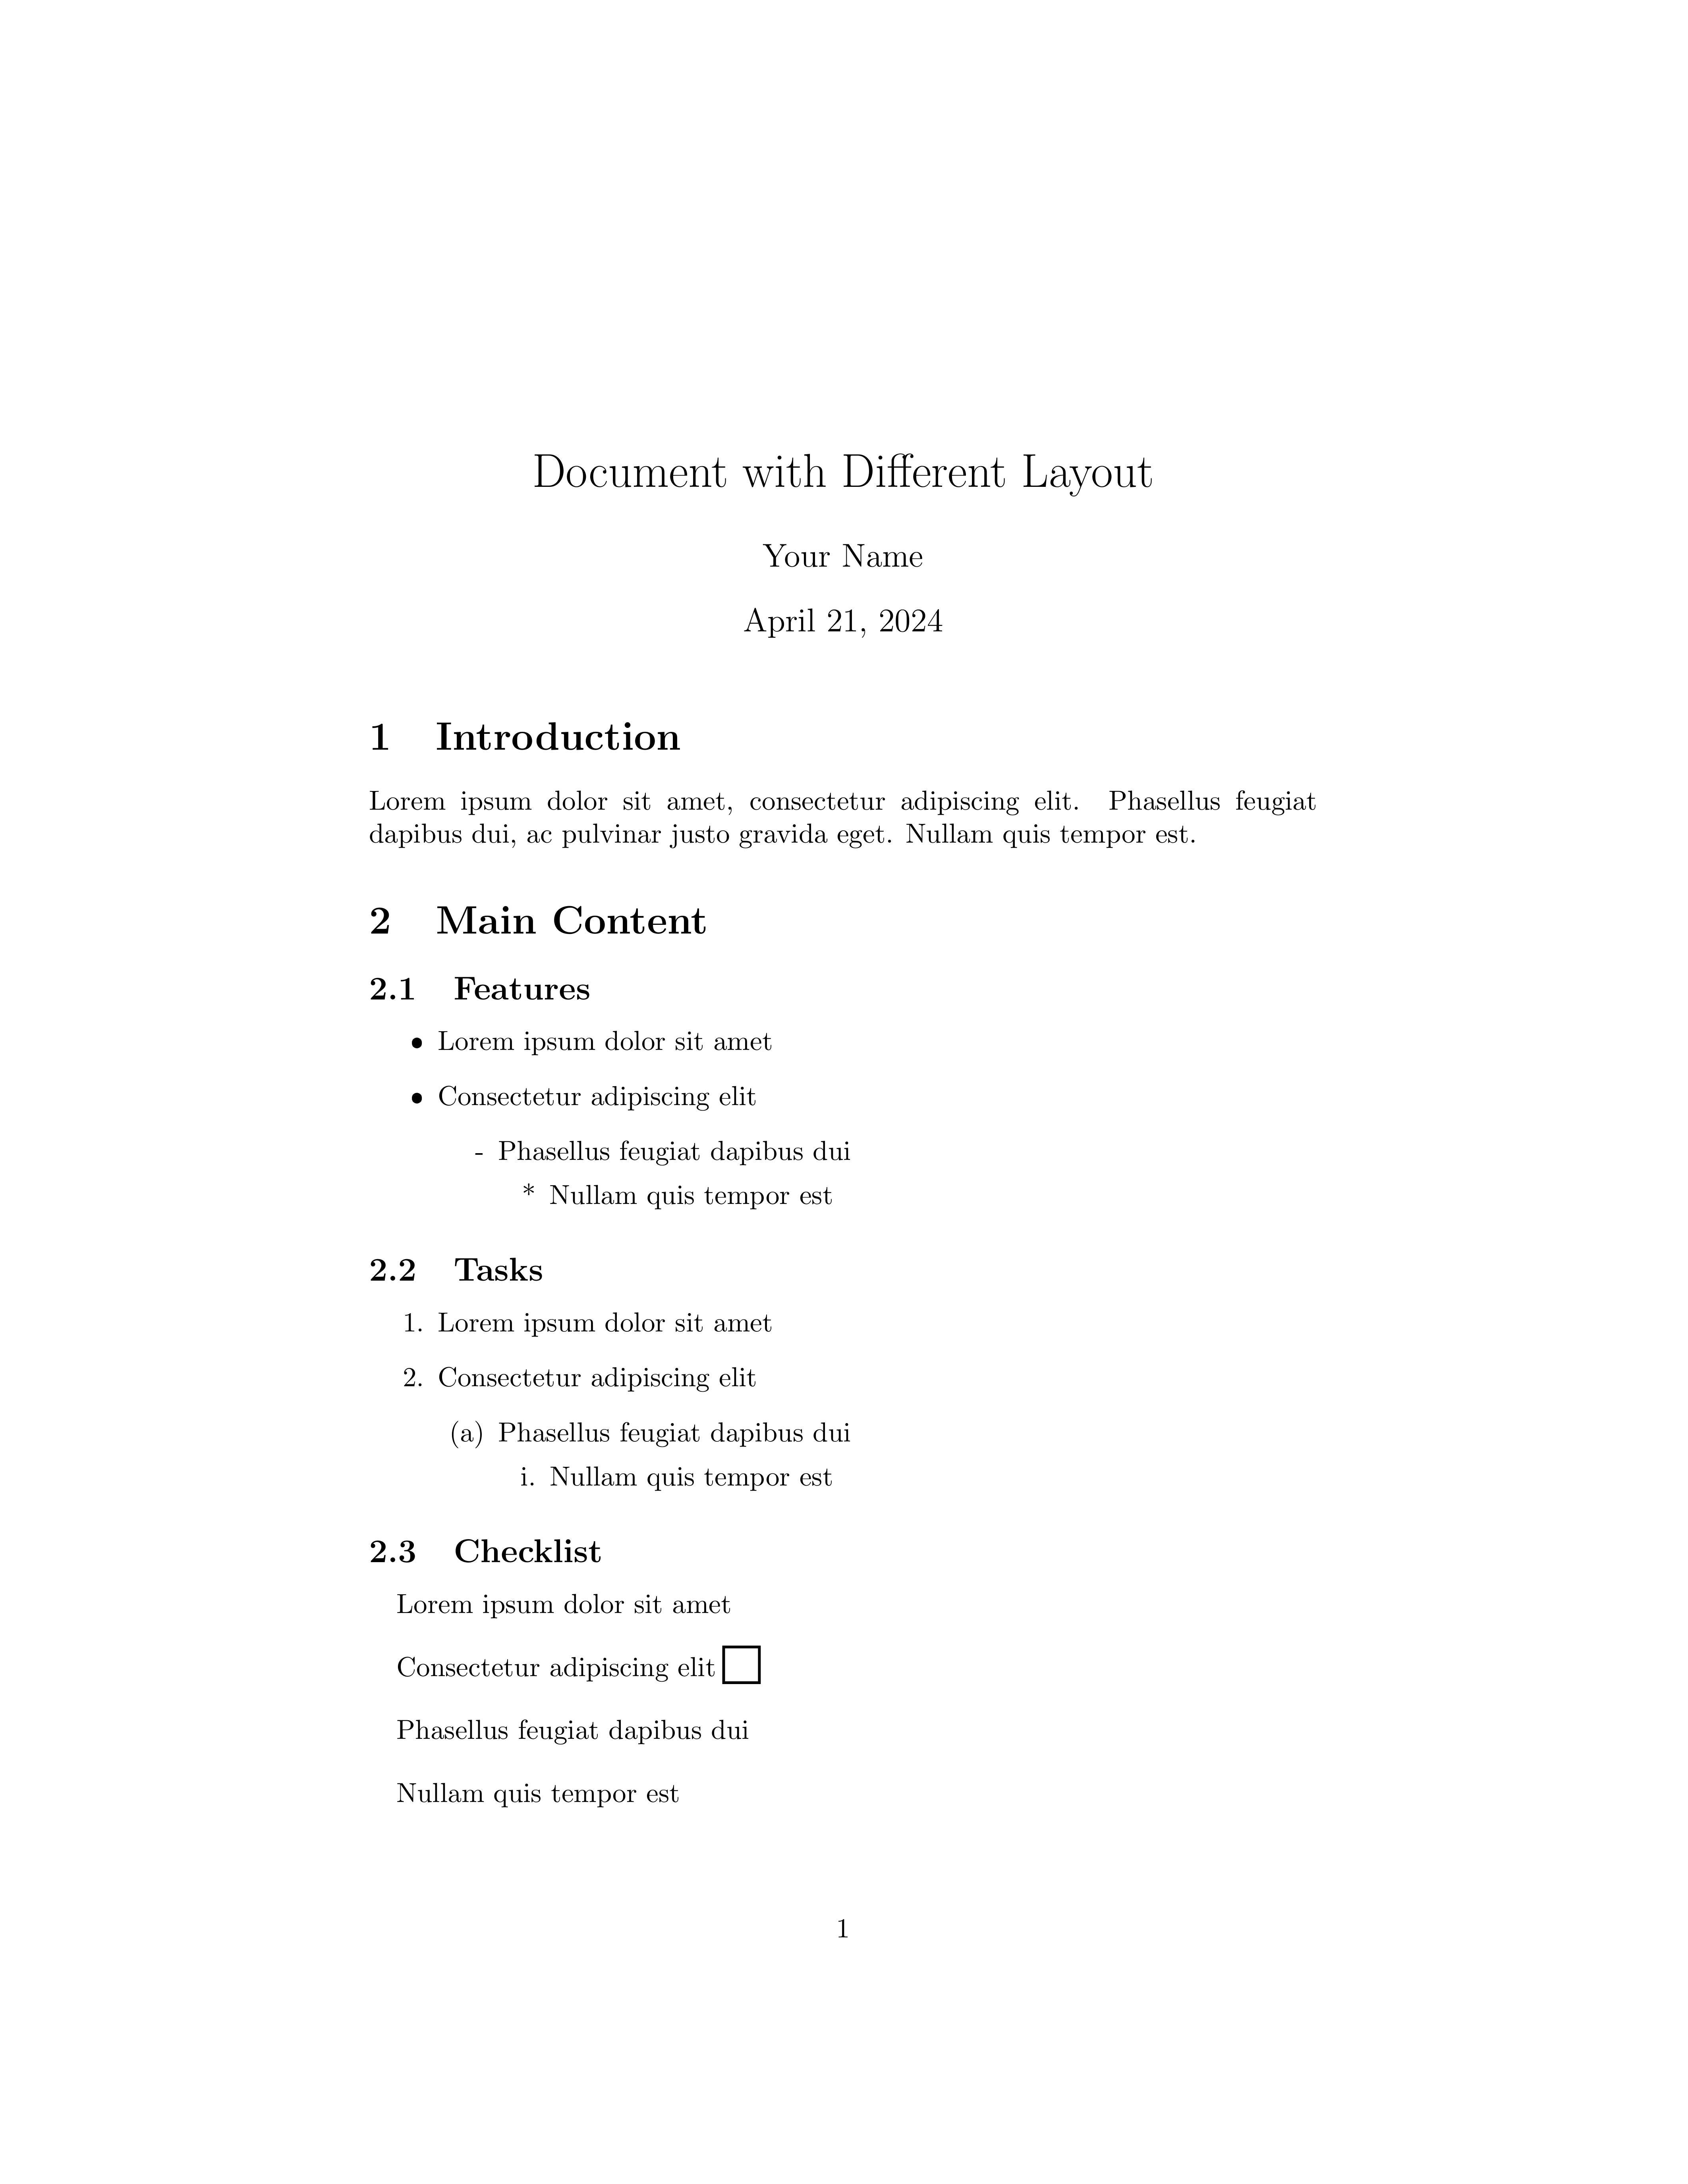 Document with Different Layout
Your Name
April 21, 2024
1 Introduction
Lorem ipsum dolor sit amet, consectetur adipiscing elit. Phasellus feugiat
dapibus dui, ac pulvinar justo gravida eget. Nullam quis tempor est.
2 Main Content
2.1 Features
• Lorem ipsum dolor sit amet
• Consectetur adipiscing elit
- Phasellus feugiat dapibus dui
* Nullam quis tempor est
2.2 Tasks
1. Lorem ipsum dolor sit amet
2. Consectetur adipiscing elit
(a) Phasellus feugiat dapibus dui
i. Nullam quis tempor est
2.3 Checklist
Lorem ipsum dolor sit amet
Consectetur adipiscing elit □
Phasellus feugiat dapibus dui
Nullam quis tempor est
1